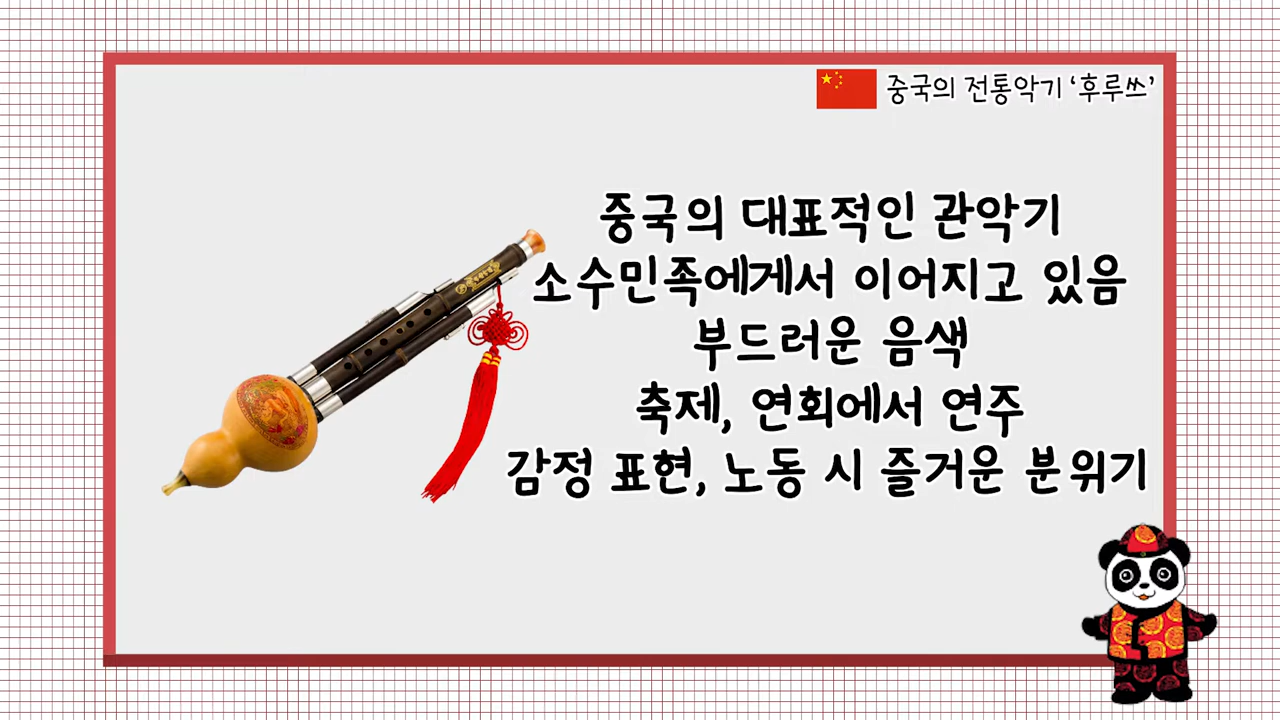 중국의 전통악기 ‘후루쓰’
중국의 대표적인 관악기
소수민족에게서 이어지고 있음
부드러운 음색
축제, 연회에서 연주
감정 표현, 노동 시 즐거운 분위기